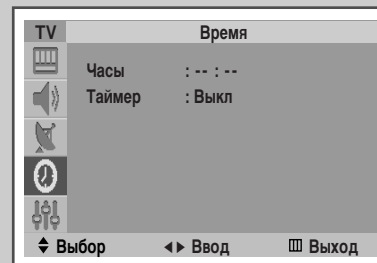 TV Время
Часы : -- : --
Таймер : Выкл
Выбор Ввод Выход